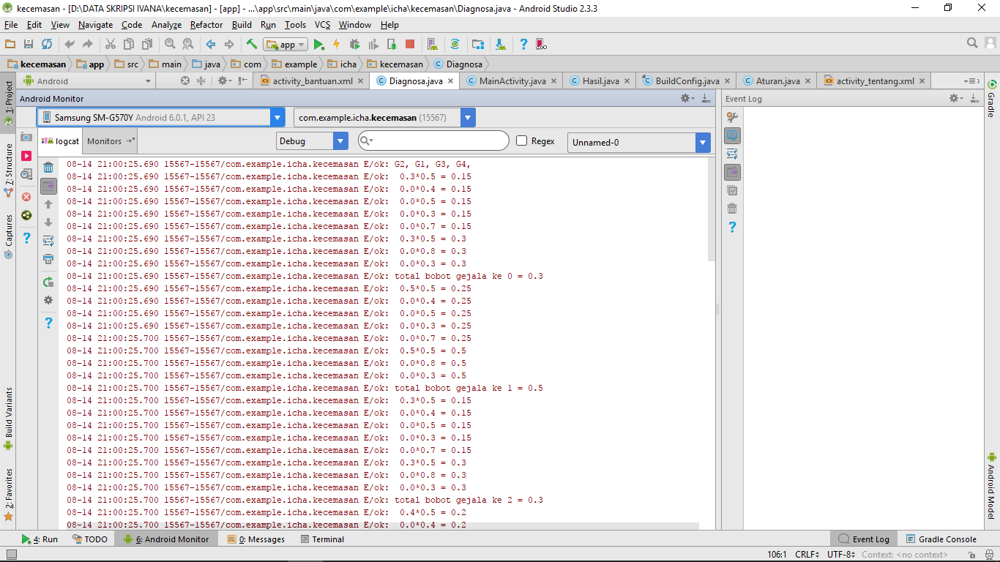 kecemasan - [D:\DATA SKRIPSI IVANA\kecemasan] - [app] - ...\app\src\main\java\com\example\icha\kecemasan\Diagnosa.java - Android Studio 2.3.3
File Edit View Navigate Code Analyze Refactor Build Run Tools VCS Window Help
app
kecemasan app src main java com example icha kecemasan Diagnosa
Android activity_bantuan.xml Diagnosa.java MainActivity.java Hasil.java BuildConfig.java Aturan.java activity_tentang.xml
Android Monitor
Event Log
Samsung SM-G570Y Android 6.0.1, API 23 com.example.icha.kecemasan (15567)
logcat Monitors Debug Regex Unnamed-0
08-14 21:00:25.690 15567-15567/com.example.icha.kecemasan E/ok: G2, G1, G3, G4,
08-14 21:00:25.690 15567-15567/com.example.icha.kecemasan E/ok: 0.3*0.5 = 0.15
08-14 21:00:25.690 15567-15567/com.example.icha.kecemasan E/ok: 0.0*0.4 = 0.15
08-14 21:00:25.690 15567-15567/com.example.icha.kecemasan E/ok: 0.0*0.5 = 0.15
08-14 21:00:25.690 15567-15567/com.example.icha.kecemasan E/ok: 0.0*0.3 = 0.15
08-14 21:00:25.690 15567-15567/com.example.icha.kecemasan E/ok: 0.0*0.7 = 0.15
08-14 21:00:25.690 15567-15567/com.example.icha.kecemasan E/ok: 0.3*0.5 = 0.3
08-14 21:00:25.690 15567-15567/com.example.icha.kecemasan E/ok: 0.0*0.8 = 0.3
08-14 21:00:25.690 15567-15567/com.example.icha.kecemasan E/ok: 0.0*0.3 = 0.3
08-14 21:00:25.690 15567-15567/com.example.icha.kecemasan E/ok: total bobot gejala ke 0 = 0.3
08-14 21:00:25.690 15567-15567/com.example.icha.kecemasan E/ok: 0.5*0.5 = 0.25
08-14 21:00:25.690 15567-15567/com.example.icha.kecemasan E/ok: 0.0*0.4 = 0.25
08-14 21:00:25.690 15567-15567/com.example.icha.kecemasan E/ok: 0.0*0.5 = 0.25
08-14 21:00:25.690 15567-15567/com.example.icha.kecemasan E/ok: 0.0*0.3 = 0.25
08-14 21:00:25.700 15567-15567/com.example.icha.kecemasan E/ok: 0.0*0.7 = 0.25
08-14 21:00:25.700 15567-15567/com.example.icha.kecemasan E/ok: 0.5*0.5 = 0.5
08-14 21:00:25.700 15567-15567/com.example.icha.kecemasan E/ok: 0.0*0.8 = 0.5
08-14 21:00:25.700 15567-15567/com.example.icha.kecemasan E/ok: 0.0*0.3 = 0.5
08-14 21:00:25.700 15567-15567/com.example.icha.kecemasan E/ok: total bobot gejala ke 1 = 0.5
08-14 21:00:25.700 15567-15567/com.example.icha.kecemasan E/ok: 0.3*0.5 = 0.15
08-14 21:00:25.700 15567-15567/com.example.icha.kecemasan E/ok: 0.0*0.4 = 0.15
08-14 21:00:25.700 15567-15567/com.example.icha.kecemasan E/ok: 0.0*0.5 = 0.15
08-14 21:00:25.700 15567-15567/com.example.icha.kecemasan E/ok: 0.0*0.3 = 0.15
08-14 21:00:25.700 15567-15567/com.example.icha.kecemasan E/ok: 0.0*0.7 = 0.15
08-14 21:00:25.700 15567-15567/com.example.icha.kecemasan E/ok: 0.3*0.5 = 0.3
08-14 21:00:25.700 15567-15567/com.example.icha.kecemasan E/ok: 0.0*0.8 = 0.3
08-14 21:00:25.700 15567-15567/com.example.icha.kecemasan E/ok: 0.0*0.3 = 0.3
08-14 21:00:25.700 15567-15567/com.example.icha.kecemasan E/ok: total bobot gejala ke 2 = 0.3
08-14 21:00:25.700 15567-15567/com.example.icha.kecemasan E/ok: 0.4*0.5 = 0.2
08-14 21:00:25.700 15567-15567/com.example.icha.kecemasan E/ok: 0.0*0.4 = 0.2
1: Project
7: Structure
Captures
Build Variants
2: Favorites
Gradle
Android Model
4: Run TODO 6: Android Monitor 0: Messages Terminal Event Log Gradle Console
106:1 CRLF UTF-8 Context: <no context>